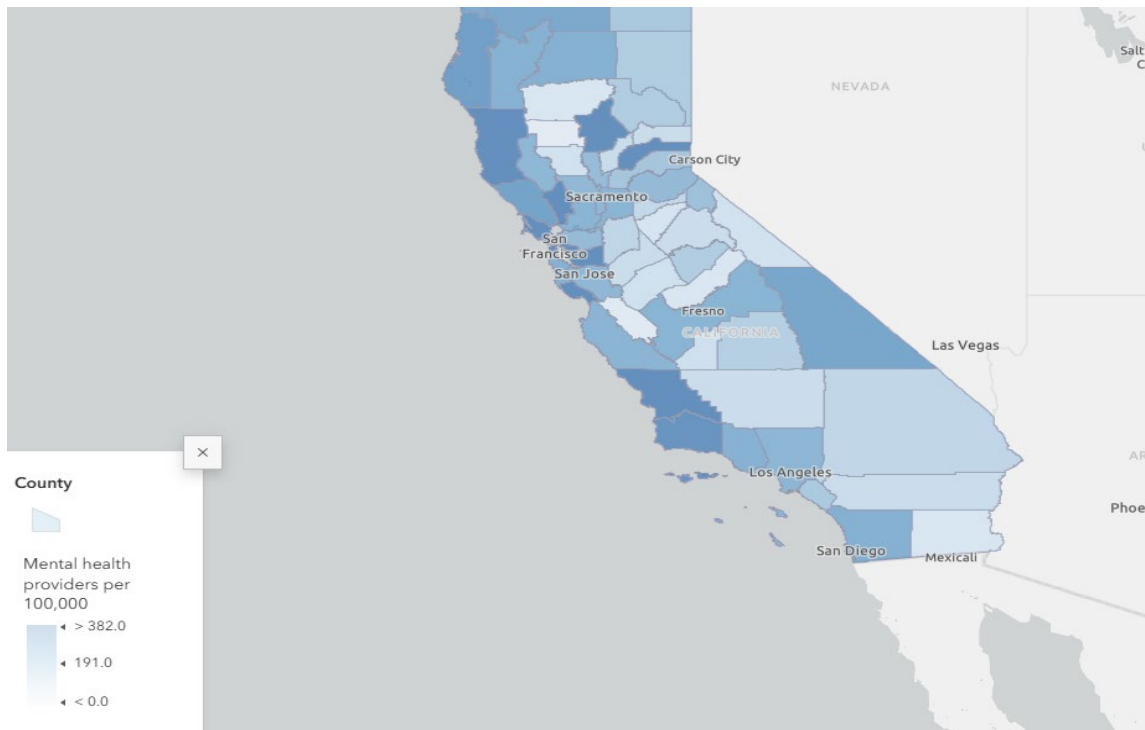 Salt
C
NEVADA
Carson City
Sacramento
San
Francisco
San Jose
Fresno
CALIFORNIA
Las Vegas
AR
Los Angeles
Phoe
San Diego
Mexicali
×
County
Mental health
providers per
100,000
> 382.0
191.0
< 0.0